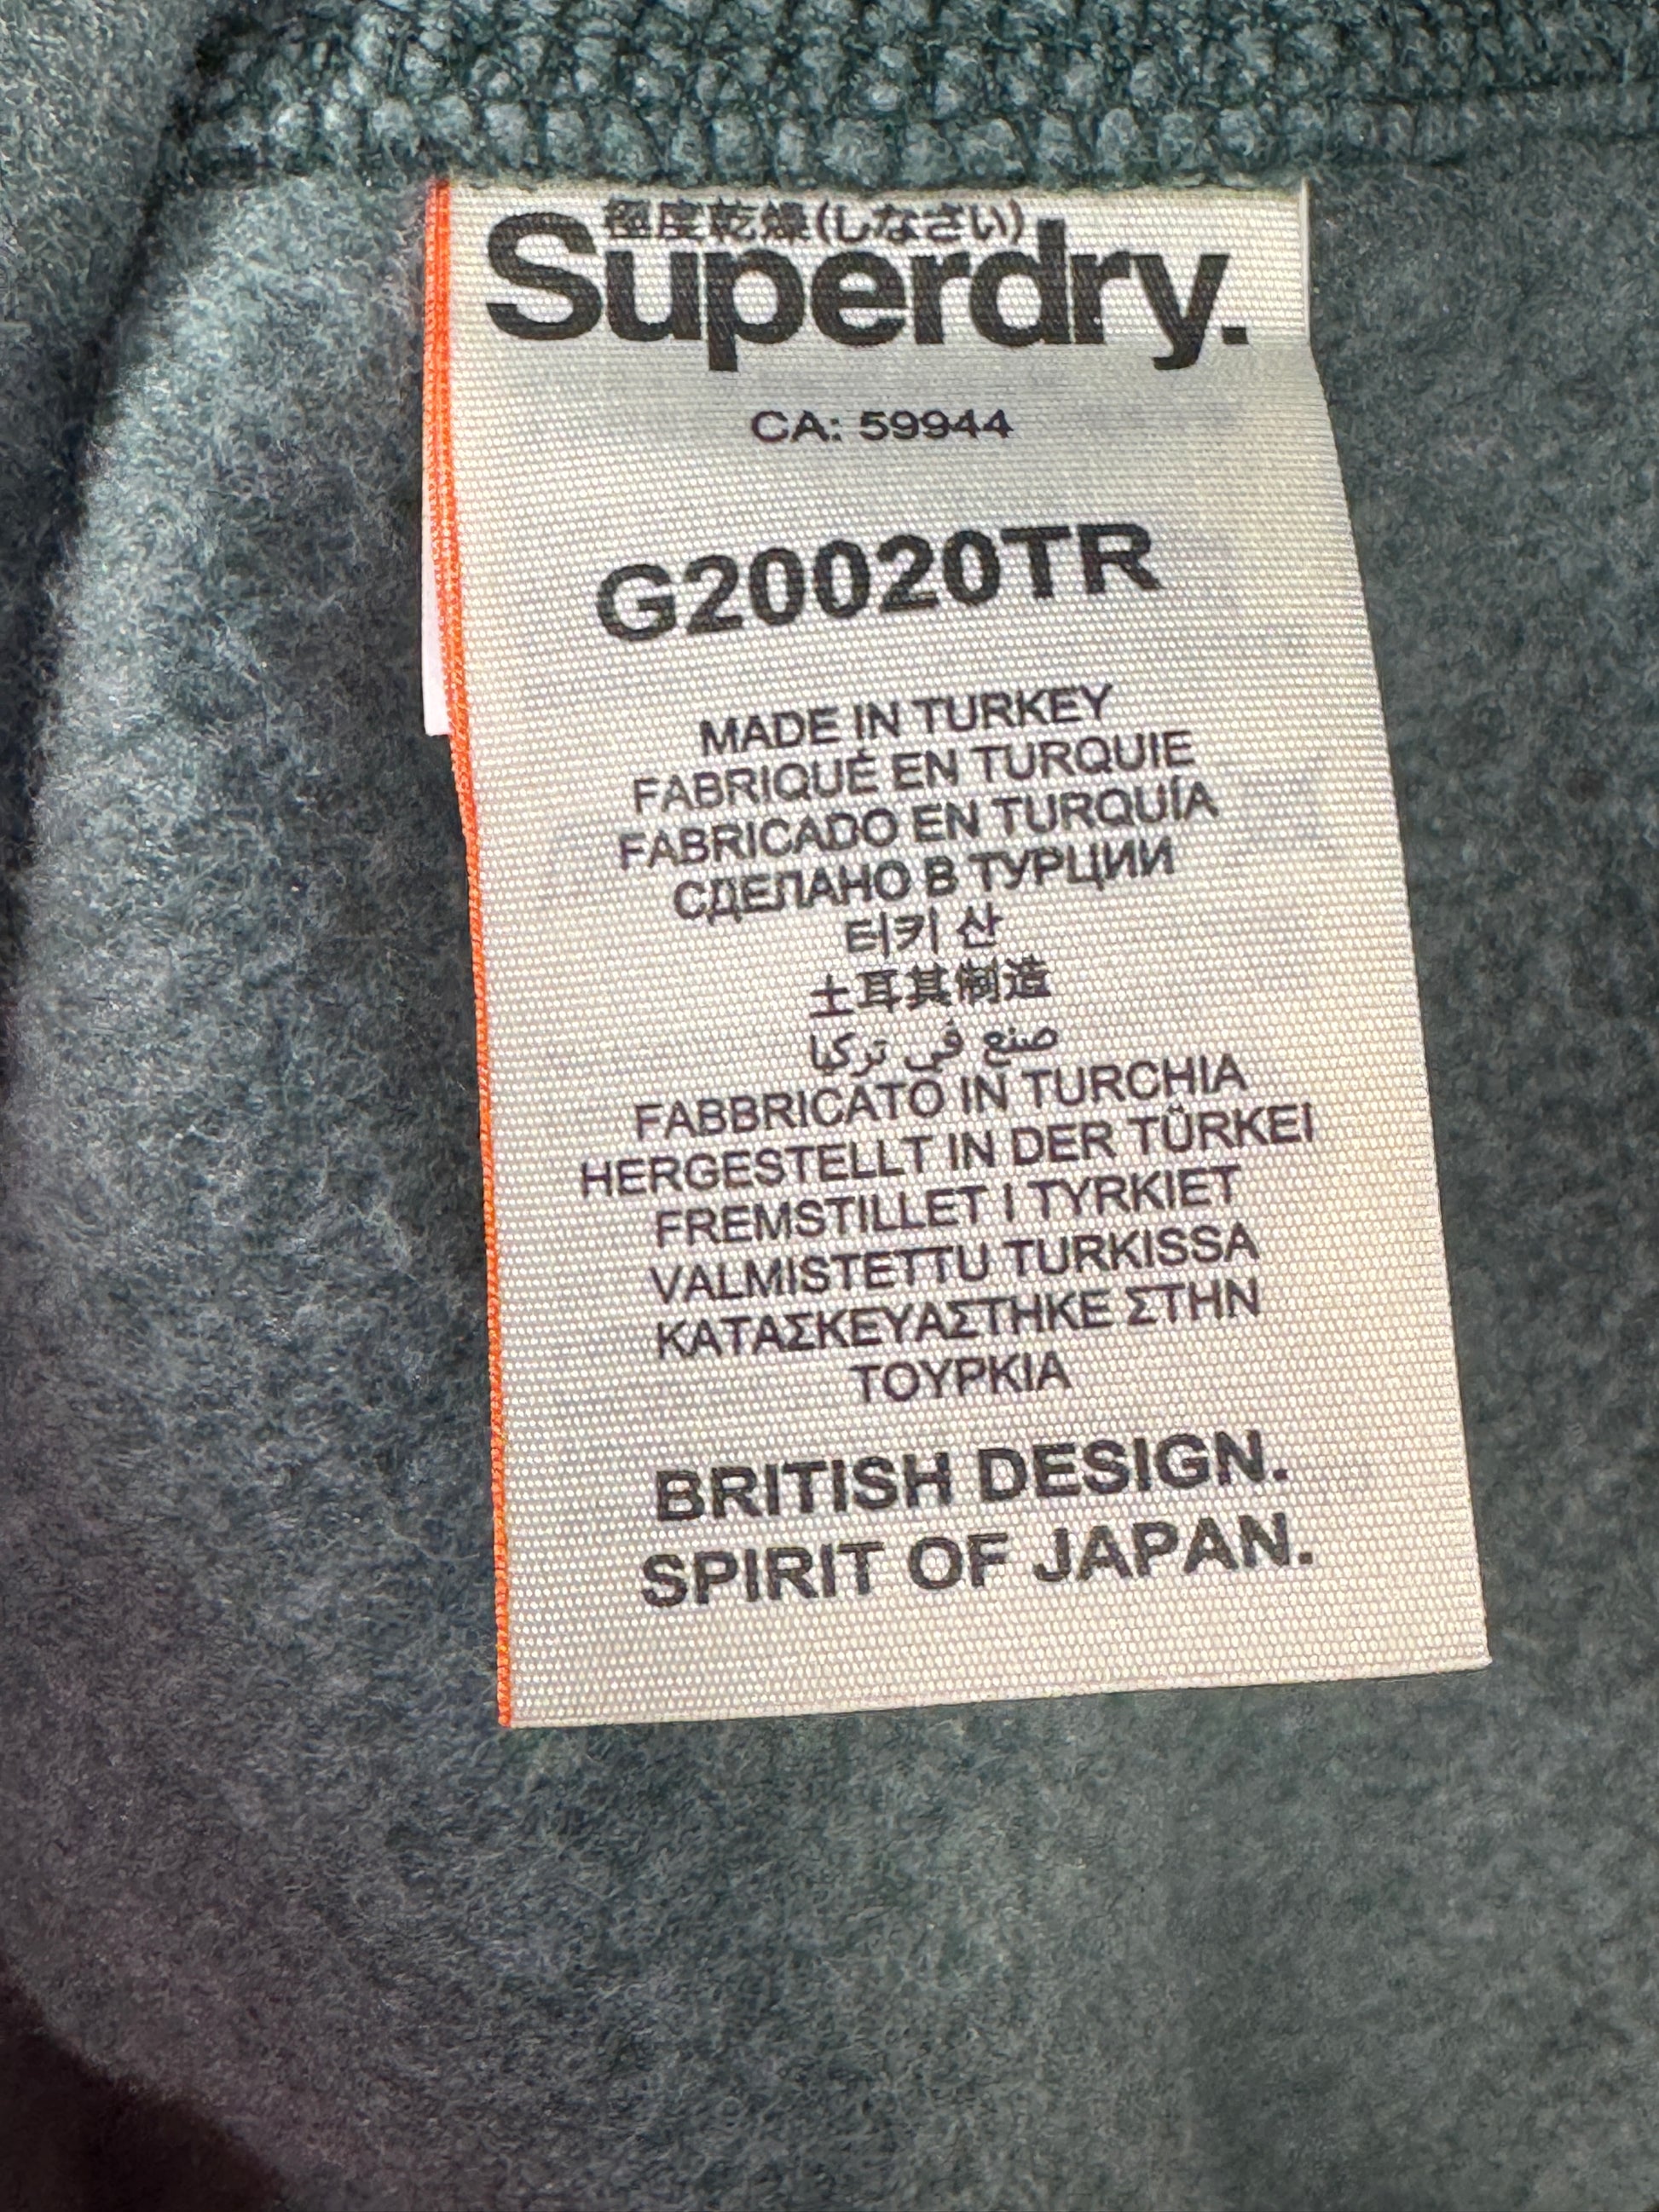 極度乾燥(しなさい)
Superdry.
CA: 59944
G20020TR
MADE IN TURKEY
FABRIQUÉ EN TURQUIE
FABRICADO EN TURQUÍA
СДЕЛАНО В ТУРЦИИ
터키 산
土耳其制造
صنع في تركيا
FABBRICATO IN TURCHIA
HERGESTELLT IN DER TÜRKEI
FREMSTILLET I TYRKIET
VALMISTETTU TURKISSA
ΚΑΤΑΣΚΕΥΑΣΤΗΚΕ ΣΤΗΝ
ΤΟΥΡΚΙΑ
BRITISH DESIGN.
SPIRIT OF JAPAN.